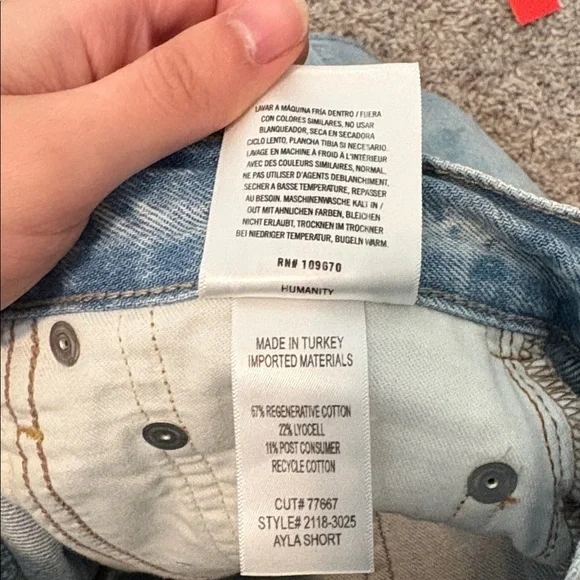 LAVAR A MÁQUINA FRÍA DENTRO / FUERA
CON COLORES SIMILARES, NO USAR
BLANQUEADOR, SECA EN SECADORA
CICLO LENTO, PLANCHA TIBIA SI NECESARIO.
LAVAGE EN MACHINE À FROID À L'INTÉRIEUR
AVEC DES COULEURS SIMILAIRES, NORMAL.
NE PAS UTILISER D'AGENTS DEBLANCHIMENT,
SECHER A BASSE TEMPERATURE, REPASSER
AU BESOIN. MASCHINENWASCHE KALT IN /
OUT MIT AHNLICHEN FARBEN, BLEICHEN
NICHT ERLAUBT, TROCKNEN IM TROCKNER
BEI NIEDRIGER TEMPERATUR, BUGELN WARM.
RN# 109670
HUMANITY
MADE IN TURKEY
IMPORTED MATERIALS
67% REGENERATIVE COTTON
22% LYOCELL
11% POST CONSUMER
RECYCLE COTTON
CUT# 77667
STYLE# 2118-3025
AYLA SHORT